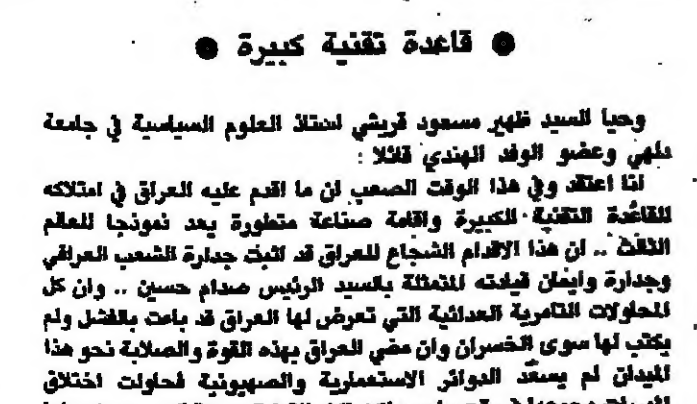 ● قاعدة تقنية كبيرة ●
وحيا السيد ظهير مسعود قريشي استاذ العلوم السياسية في جامعة
دلهي وعضو الوفد الهندي قائلا :
انا اعتقد وفي هذا الوقت الصعب ان ما اقدم عليه العراق في امتلاكه
للقاعدة التقنية الكبيرة واقامة صناعة متطورة يعد نموذجا للعالم
الثالث .. ان هذا الاقدام الشجاع للعراق قد اثبت جدارة الشعب العراقي
وجدارة وايمان قيادته المتمثلة بالسيد الرئيس صدام حسين .. وان كل
المحاولات التامرية العدائية التي تعرض لها العراق قد باءت بالفشل ولم
يكتب لها سوى الخسران وان مضي العراق بهذه القوة والصلابة نحو هذا
الميدان لم يسعد الدوائر الاستعمارية والصهيونية فحاولت اختلاق